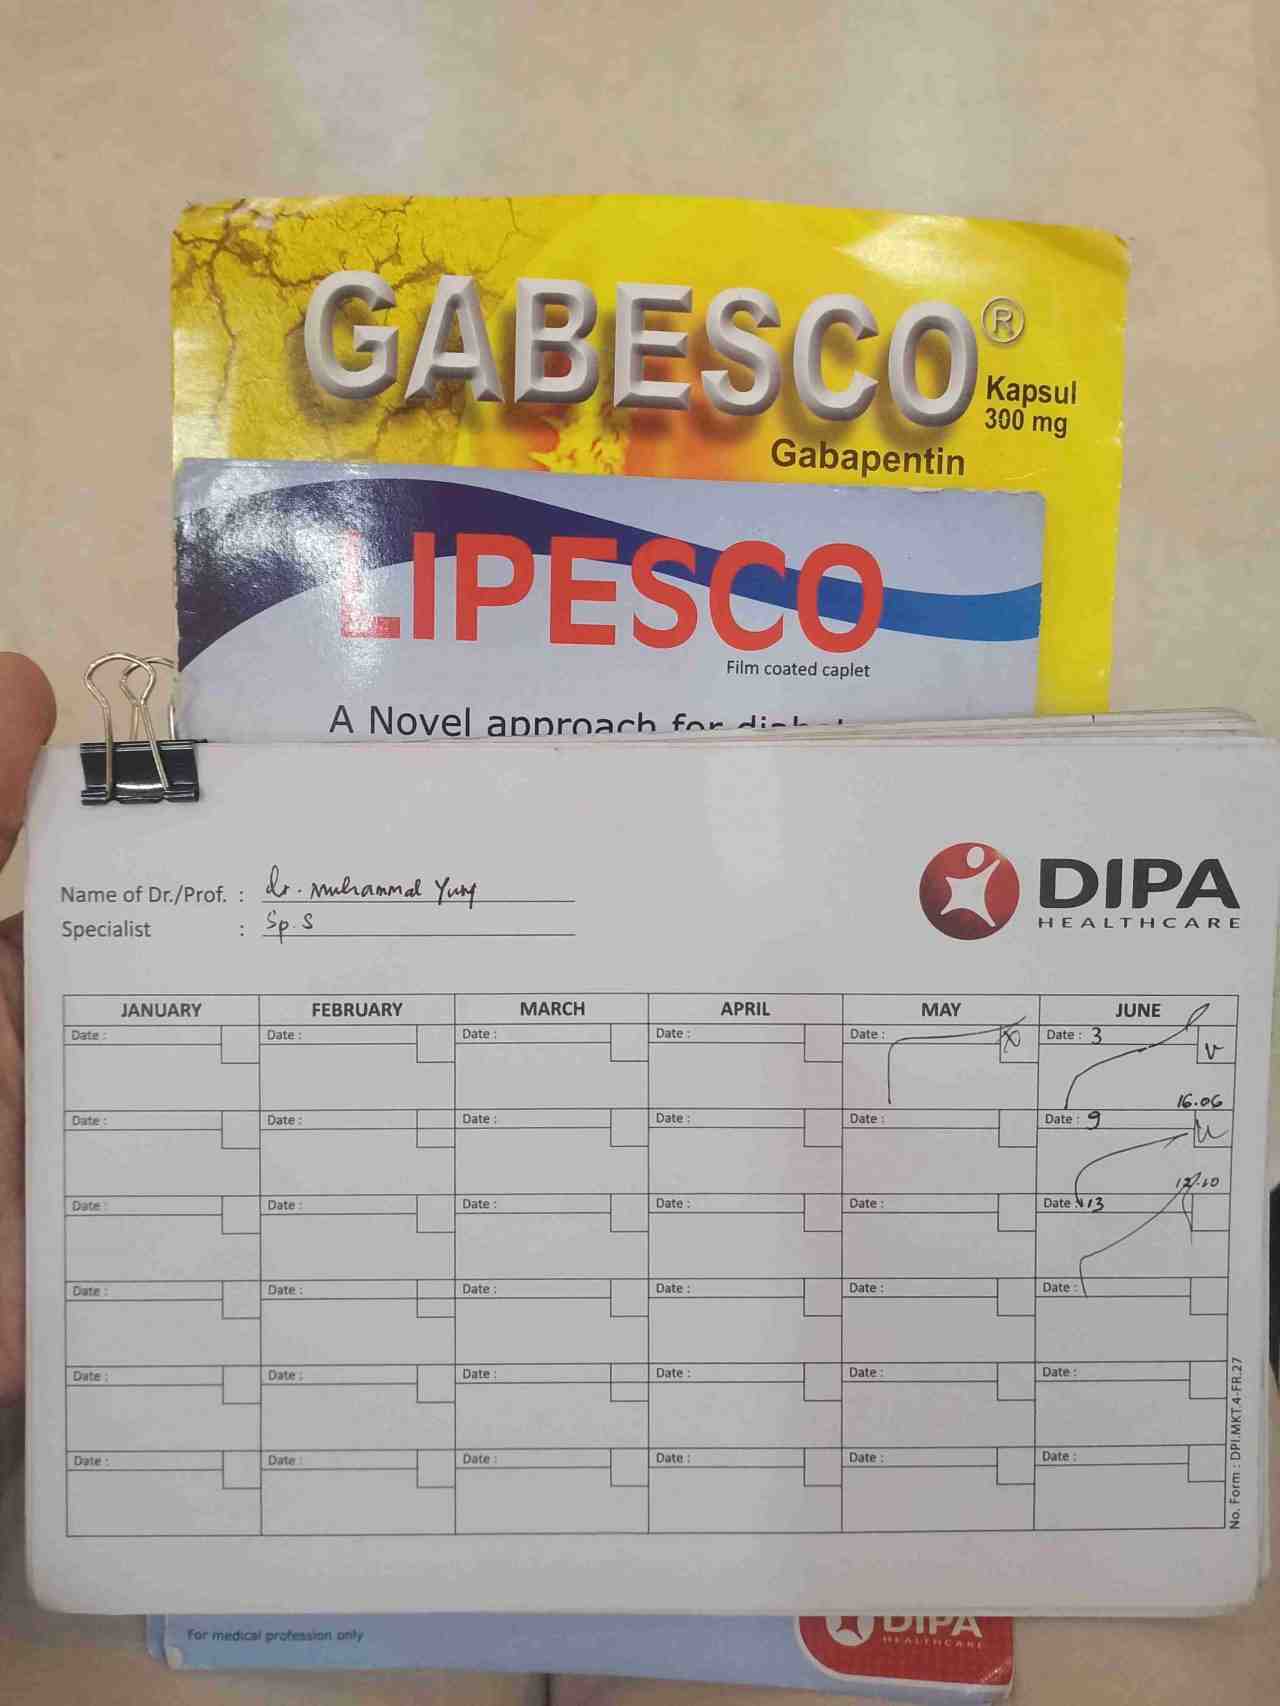 GABESCO®
Kapsul
300 mg
Gabapentin
LIPESCO
Film coated caplet
A Novel approach for
Name of Dr./Prof. : dr. Muhammad
Specialist : Sp.S
DIPA
HEALTHCARE
JANUARY FEBRUARY MARCH APRIL MAY JUNE
Date : Date : Date : Date : Date : Date : 3
16.06
Date : Date : Date : Date : Date : Date : 9
12.10
Date : Date : Date : Date : Date : Date : 13
Date : Date : Date : Date : Date : Date :
Date : Date : Date : Date : Date : Date :
Date : Date : Date : Date : Date : Date :
No. Form : DPI.MKT.4-FR.27
For medical profession only
DIPA
HEALTHCARE